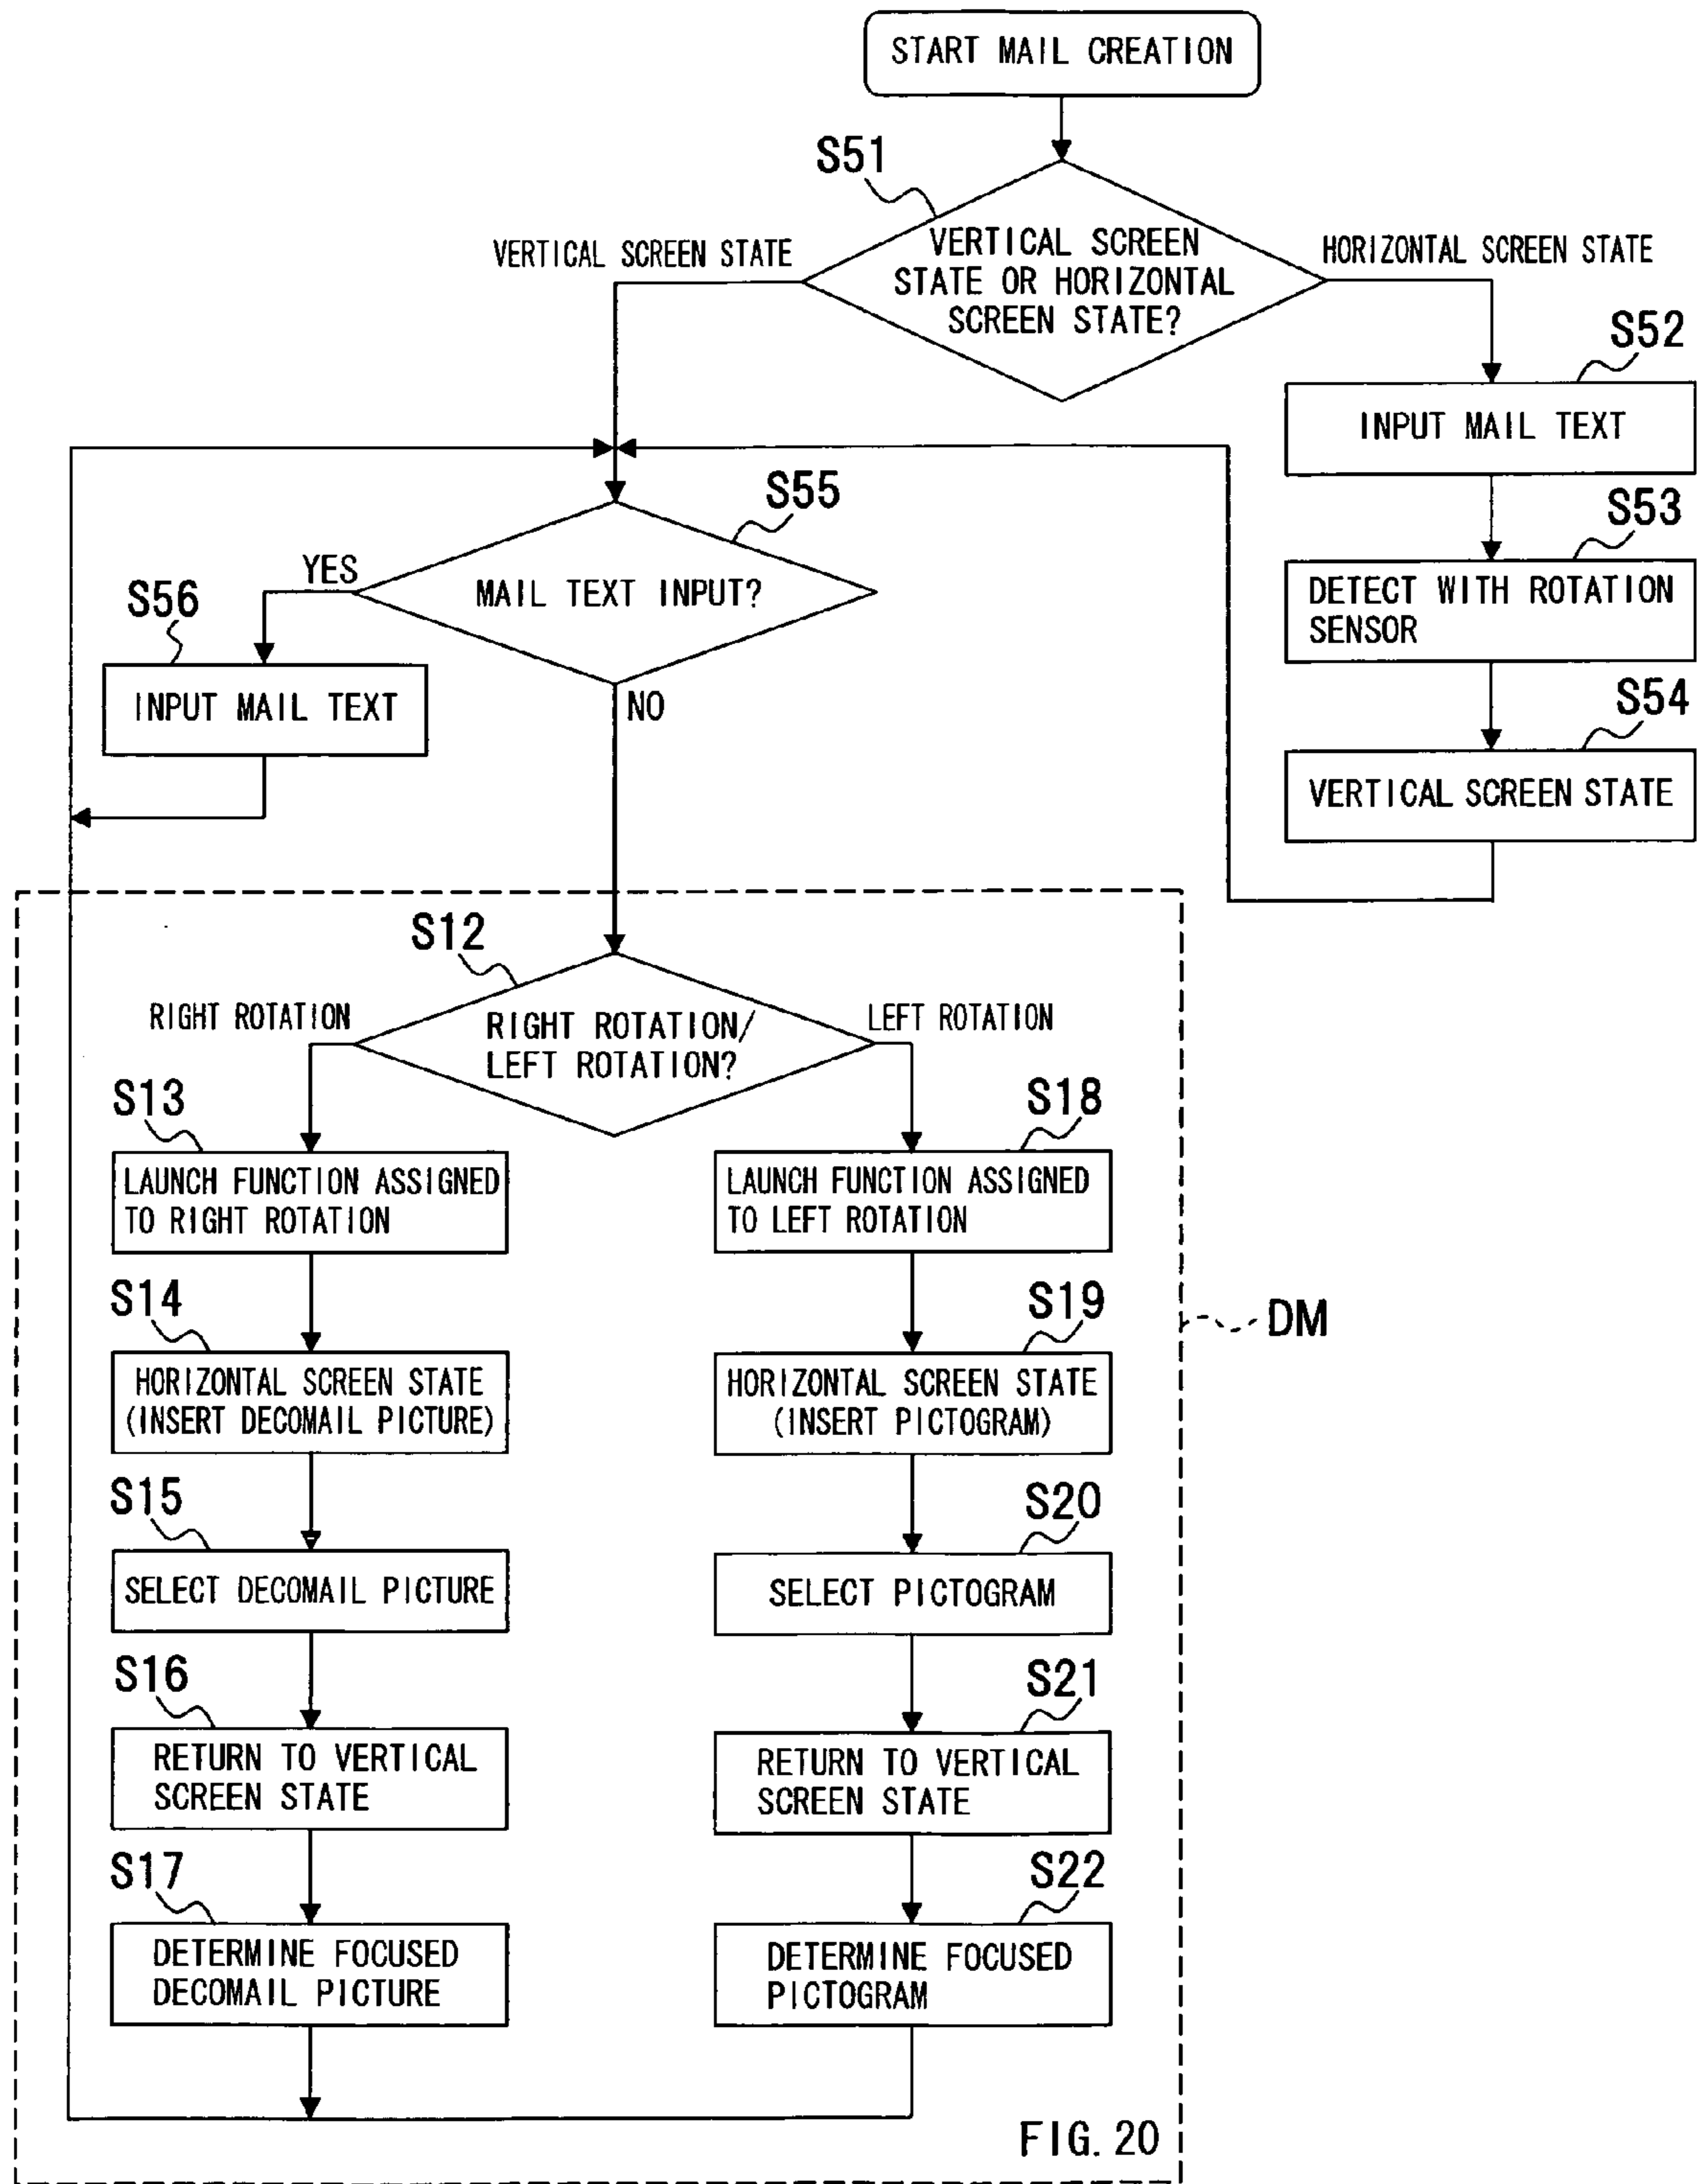 START MAIL CREATION
S51
VERTICAL SCREEN
STATE OR HORIZONTAL
SCREEN STATE?
VERTICAL SCREEN STATE
HORIZONTAL SCREEN STATE
S52
INPUT MAIL TEXT
S53
DETECT WITH ROTATION
SENSOR
S54
VERTICAL SCREEN STATE
S55
MAIL TEXT INPUT?
YES
S56
INPUT MAIL TEXT
NO
S12
RIGHT ROTATION/
LEFT ROTATION?
RIGHT ROTATION
LEFT ROTATION
S13
LAUNCH FUNCTION ASSIGNED
TO RIGHT ROTATION
S14
HORIZONTAL SCREEN STATE
(INSERT DECOMAIL PICTURE)
S15
SELECT DECOMAIL PICTURE
S16
RETURN TO VERTICAL
SCREEN STATE
S17
DETERMINE FOCUSED
DECOMAIL PICTURE
S18
LAUNCH FUNCTION ASSIGNED
TO LEFT ROTATION
S19
HORIZONTAL SCREEN STATE
(INSERT PICTOGRAM)
S20
SELECT PICTOGRAM
S21
RETURN TO VERTICAL
SCREEN STATE
S22
DETERMINE FOCUSED
PICTOGRAM
DM
FIG. 20